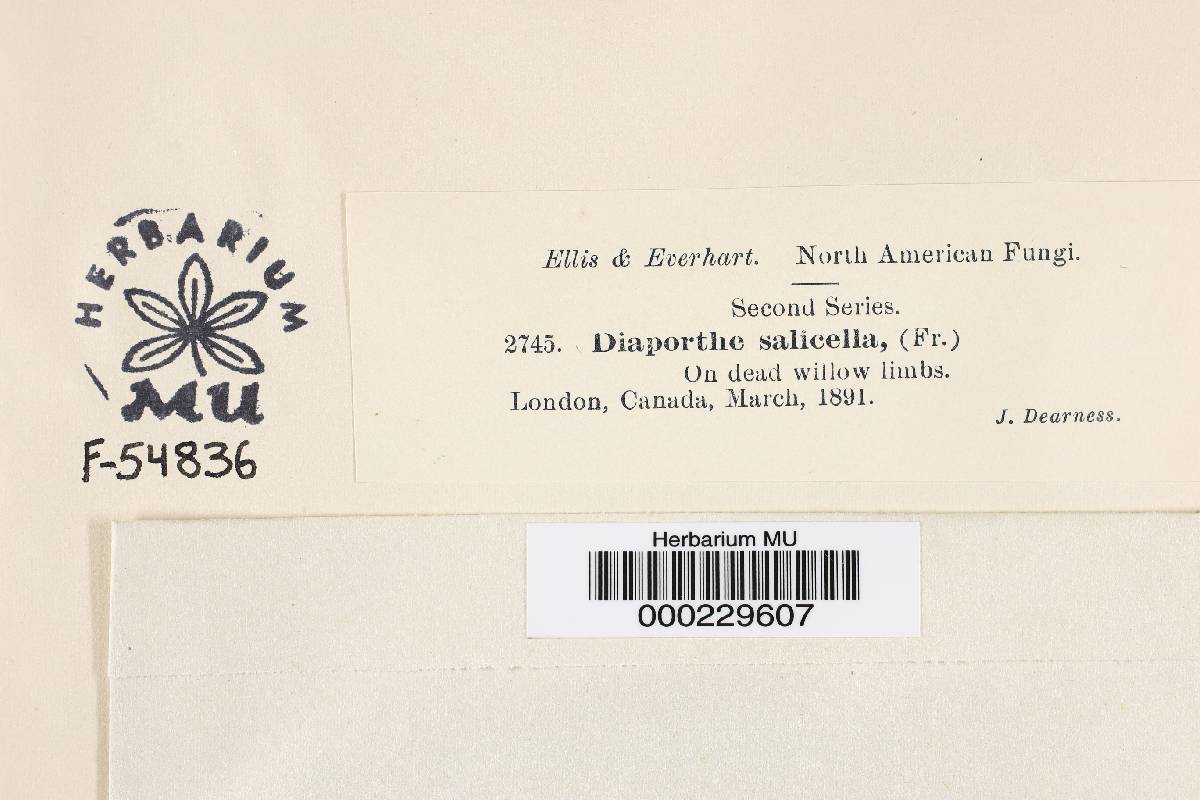 HERBARIUM
MU
F-54836
Ellis & Everhart. North American Fungi.
Second Series.
2745. Diaporthe salicella, (Fr.)
On dead willow limbs.
London, Canada, March, 1891.
J. Dearness.
Herbarium MU
000229607